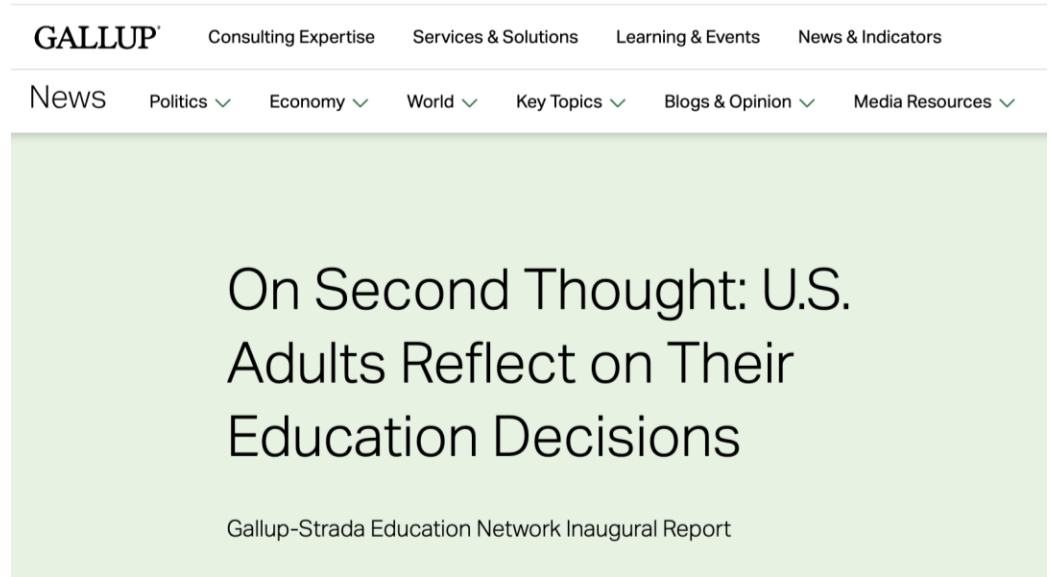 GALLUP® Consulting Expertise Services & Solutions Learning & Events News & Indicators
News Politics Economy World Key Topics Blogs & Opinion Media Resources
On Second Thought: U.S.
Adults Reflect on Their
Education Decisions
Gallup-Strada Education Network Inaugural Report